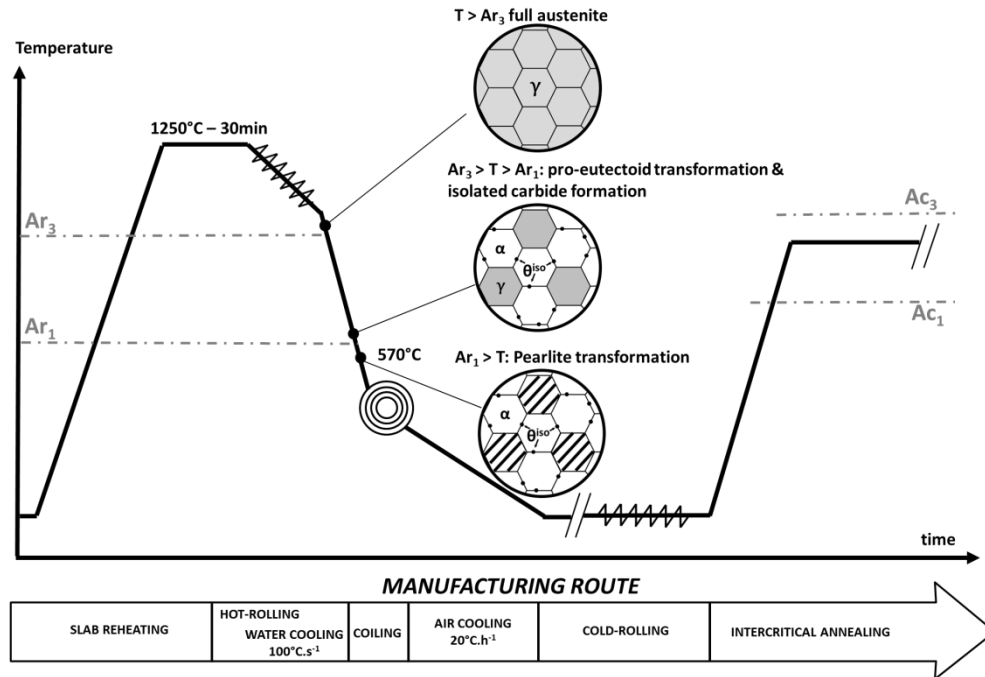 T > Ar₃ full austenite
Temperature
γ
1250°C – 30min
Ar₃ > T > Ar₁: pro-eutectoid transformation &
isolated carbide formation
Ar₃
Ac₃
α
θiso
γ
Ar₁
Ac₁
570°C
Ar₁ > T: Pearlite transformation
α
θiso
time
MANUFACTURING ROUTE
SLAB REHEATING
HOT-ROLLING
WATER COOLING
100°C.s⁻¹
COILING
AIR COOLING
20°C.h⁻¹
COLD-ROLLING
INTERCRITICAL ANNEALING